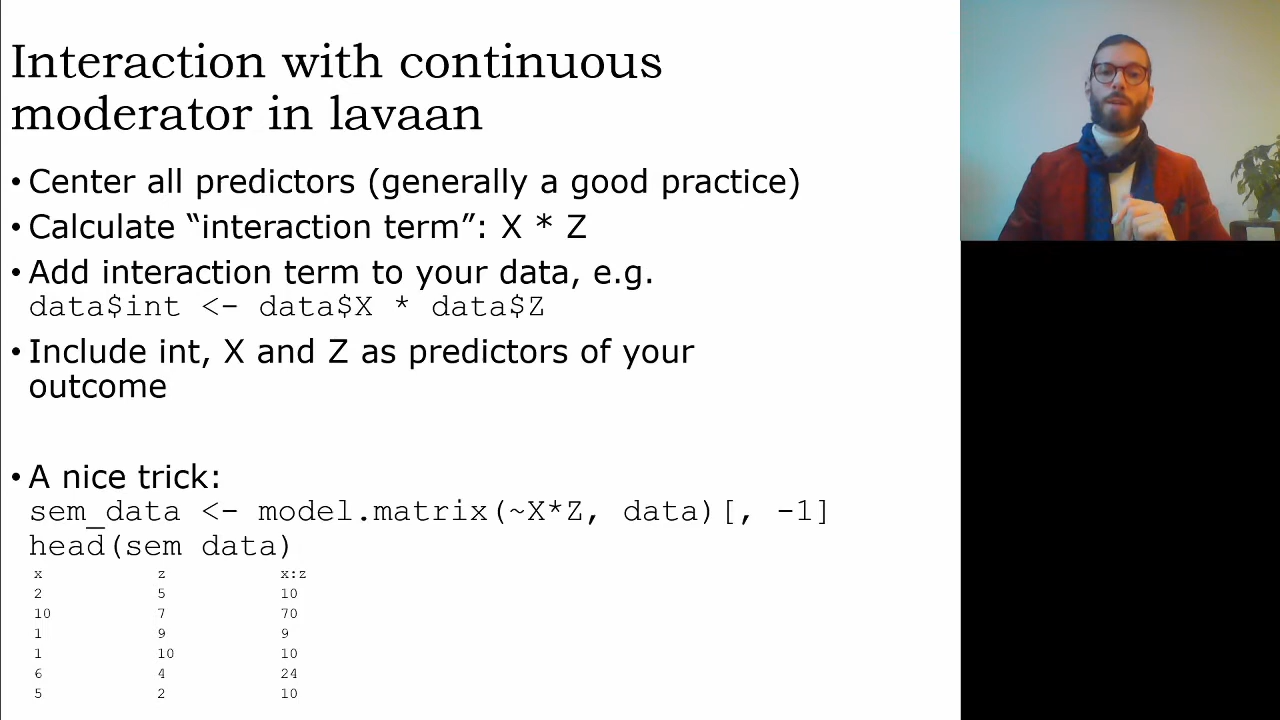 Interaction with continuous
moderator in lavaan
• Center all predictors (generally a good practice)
• Calculate “interaction term”: X * Z
• Add interaction term to your data, e.g.
data$int <- data$X * data$Z
• Include int, X and Z as predictors of your
outcome
• A nice trick:
sem_data <- model.matrix(~X*Z, data)[, -1]
head(sem data)
x z x:z
2 5 10
10 7 70
1 9 9
1 10 10
6 4 24
5 2 10